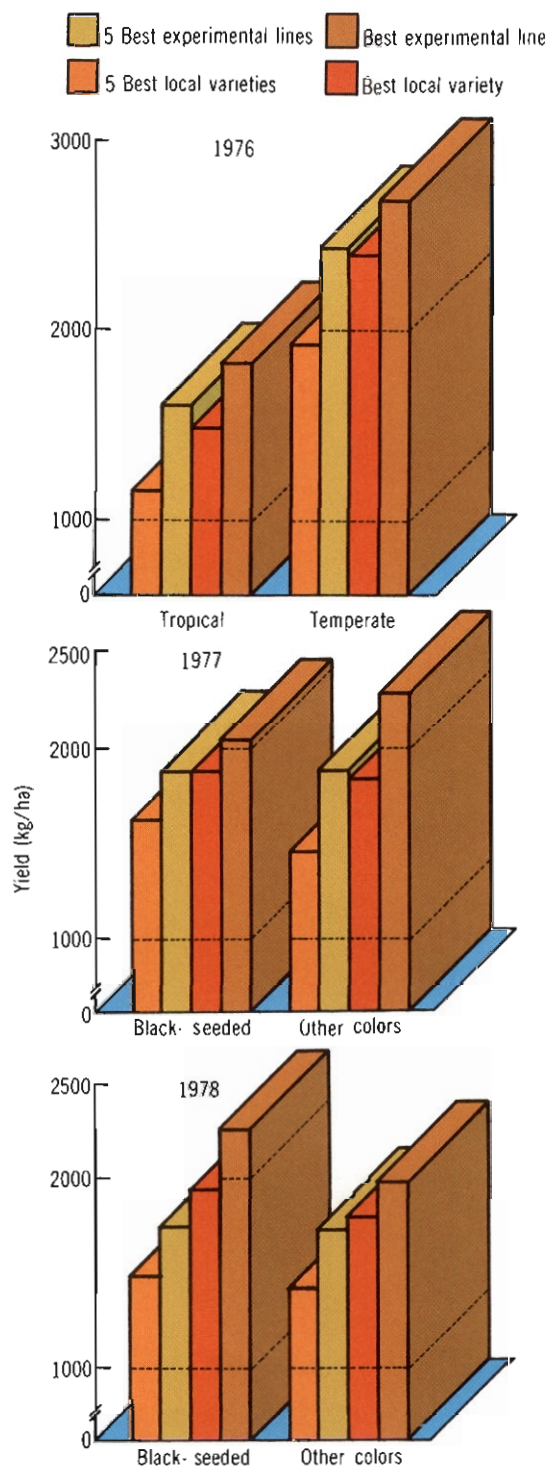 5 Best experimental lines Best experimental line
5 Best local varieties Best local variety
3000
1976
2000
1000
0
Tropical Temperate
2500
1977
2000
Yield (kg/ha)
1000
0
Black- seeded Other colors
2500
1978
2000
1000
0
Black- seeded Other colors